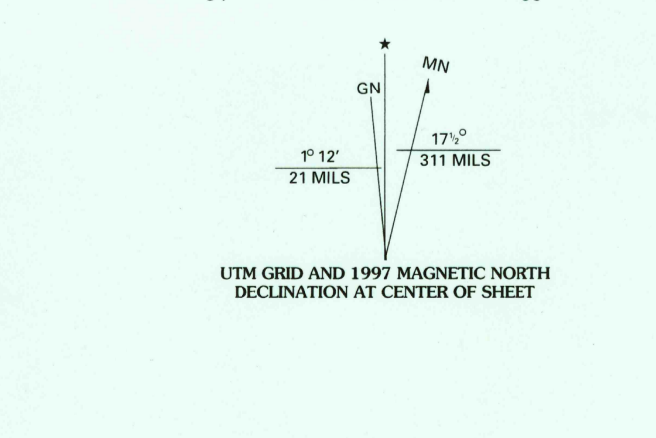 ★
MN
GN
17½°
311 MILS
1° 12′
21 MILS
UTM GRID AND 1997 MAGNETIC NORTH
DECLINATION AT CENTER OF SHEET